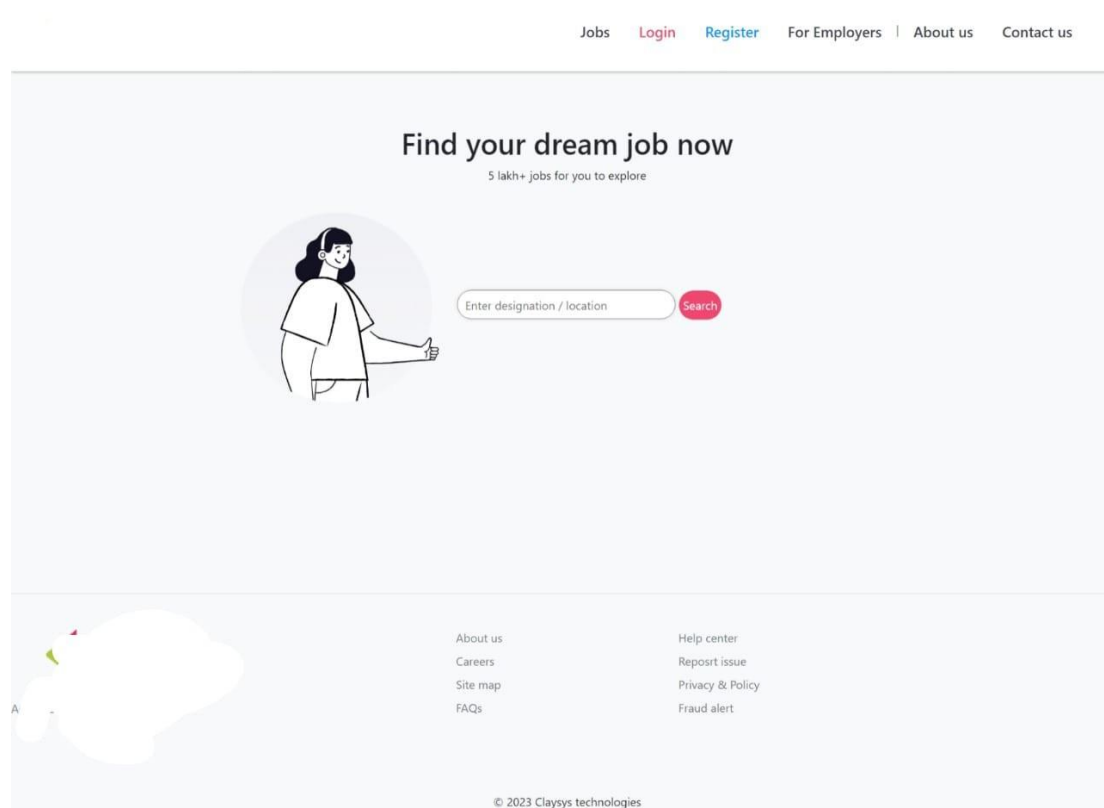 Jobs Login Register For Employers | About us Contact us
Find your dream job now
5 lakh+ jobs for you to explore
Enter designation / location Search
About us
Careers
Site map
FAQs
Help center
Reposrt issue
Privacy & Policy
Fraud alert
A
© 2023 Claysys technologies